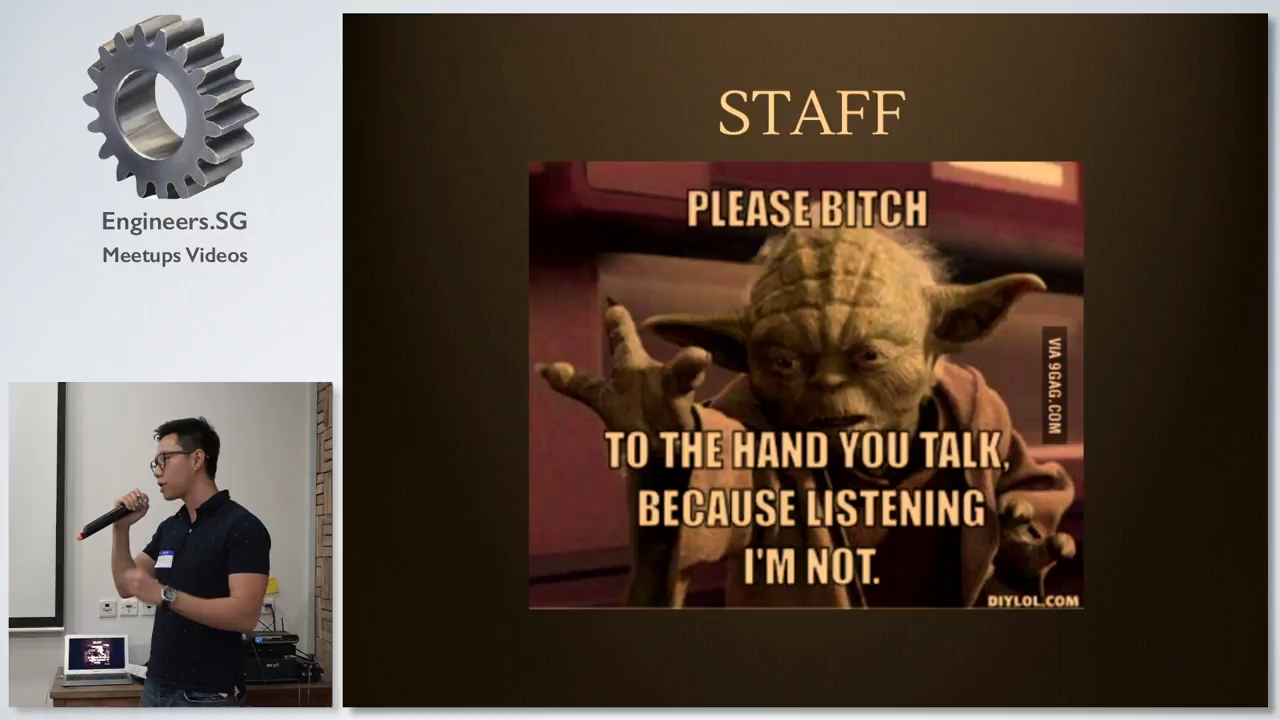 Engineers.SG
Meetups Videos
STAFF
PLEASE BITCH
TO THE HAND YOU TALK,
BECAUSE LISTENING
I'M NOT.
VIA 9GAG.COM
DIYLOL.COM